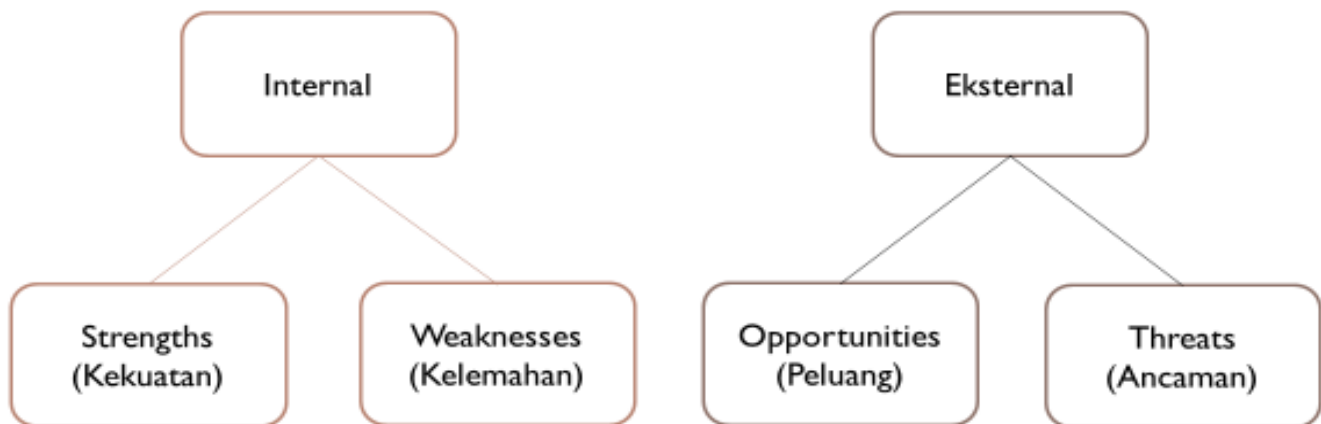 Internal
Eksternal
Strengths
(Kekuatan)
Weaknesses
(Kelemahan)
Opportunities
(Peluang)
Threats
(Ancaman)